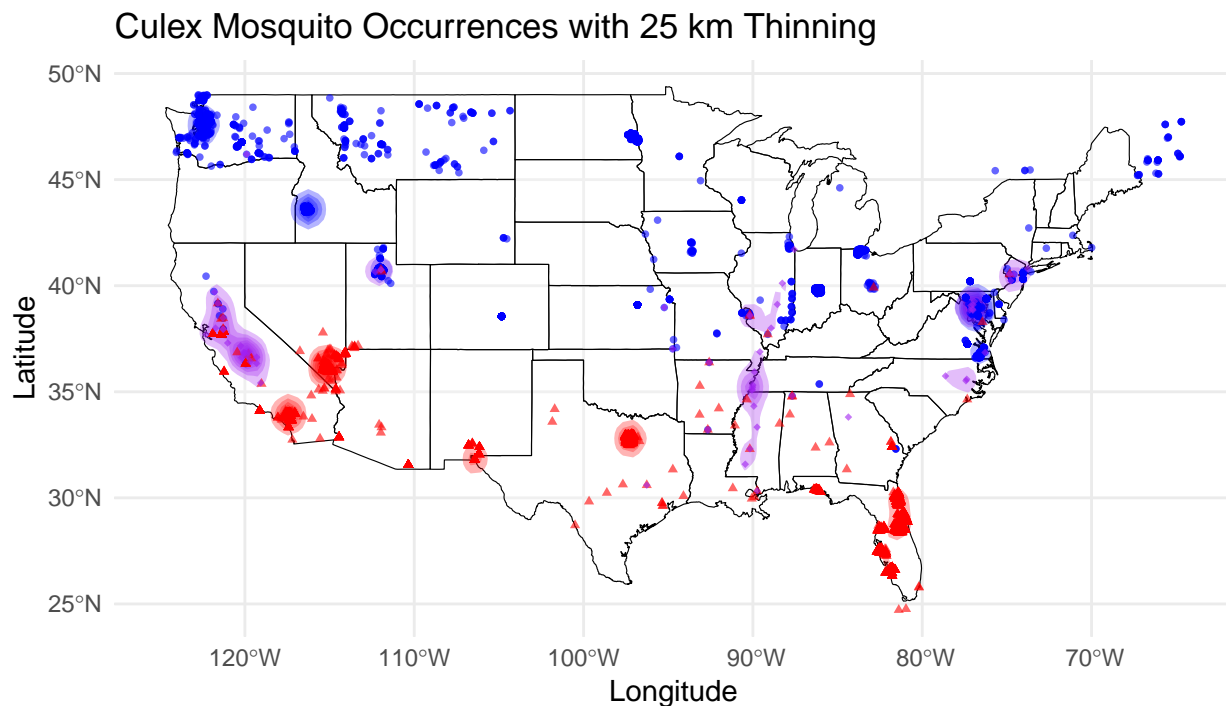 Culex Mosquito Occurrences with 25 km Thinning
50°N
45°N
40°N
35°N
30°N
25°N
Latitude
120°W 110°W 100°W 90°W 80°W 70°W
Longitude